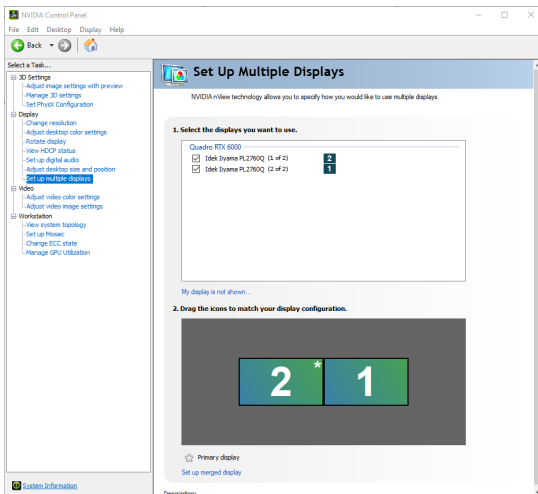 NVIDIA Control Panel
File Edit Desktop Display Help
Back
Select a Task...
3D Settings
Adjust image settings with preview
Manage 3D settings
Set PhysX Configuration
Display
Change resolution
Adjust desktop color settings
Rotate display
View HDCP status
Set up digital audio
Adjust desktop size and position
Set up multiple displays
Video
Adjust video color settings
Adjust video image settings
Workstation
View system topology
Set up Mosaic
Change ECC state
Manage GPU Utilization
System Information
Set Up Multiple Displays
NVIDIA nView technology allows you to specify how you would like to use multiple displays.
1. Select the displays you want to use.
Quadro RTX 6000
Idek Iiyama PL2760Q (1 of 2) 2
Idek Iiyama PL2760Q (2 of 2) 1
My display is not shown...
2. Drag the icons to match your display configuration.
2 * 1
Primary display
Set up merged display
Description: